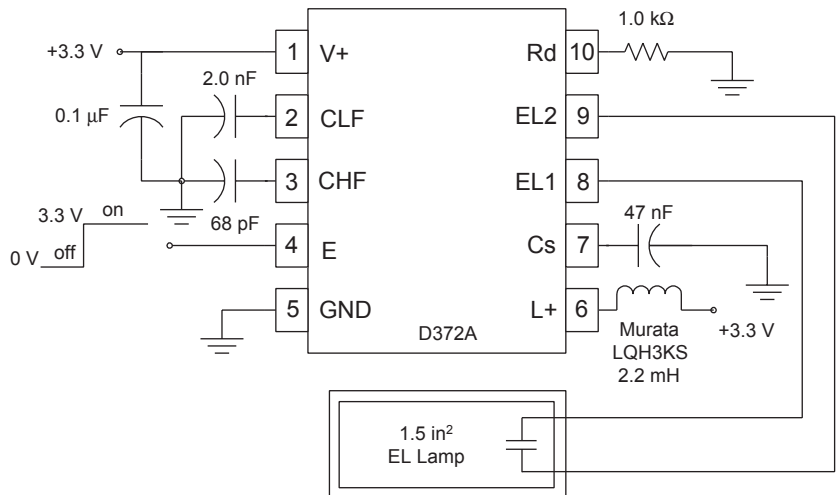 1.0 kΩ
+3.3 V
1 V+
Rd 10
2.0 nF
0.1 µF
2 CLF
EL2 9
3 CHF
EL1 8
68 pF
3.3 V on
0 V off
4 E
47 nF
Cs 7
5 GND
L+ 6
D372A
Murata
LQH3KS
2.2 mH
+3.3 V
1.5 in²
EL Lamp